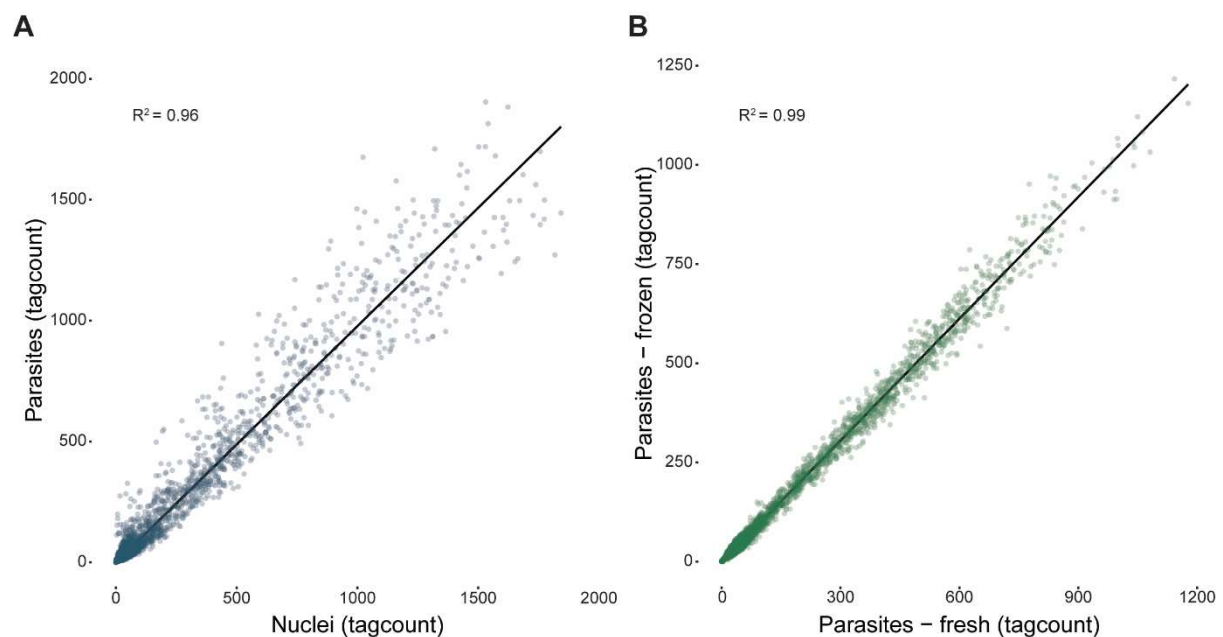 A
R² = 0.96
Parasites (tagcount)
2000
1500
1000
500
0
0 500 1000 1500 2000
Nuclei (tagcount)
B
R² = 0.99
Parasites − frozen (tagcount)
1250
1000
750
500
250
0
0 300 600 900 1200
Parasites − fresh (tagcount)